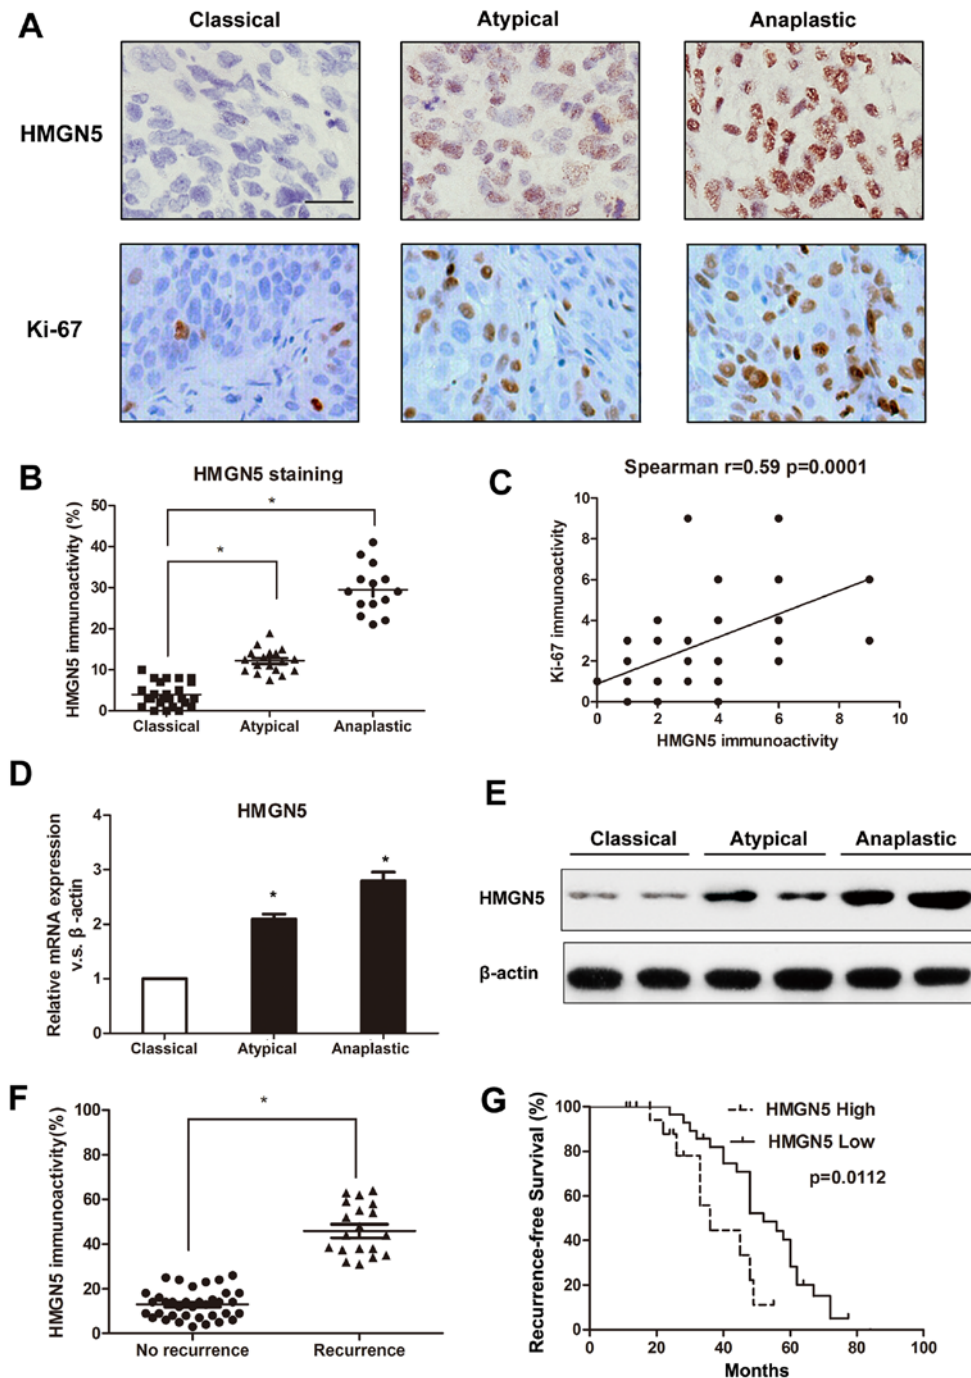 A
Classical
Atypical
Anaplastic
HMGN5
Ki-67
B
HMGN5 staining
HMGN5 immunoactivity (%)
50
40
30
20
10
0
*
*
Classical
Atypical
Anaplastic
C
Spearman r=0.59 p=0.0001
Ki-67 immunoactivity
10
8
6
4
2
0
0
2
4
6
8
10
HMGN5 immunoactivity
D
HMGN5
Relative mRNA expression
v.s. β -actin
4
3
2
1
0
*
*
Classical
Atypical
Anaplastic
E
Classical
Atypical
Anaplastic
HMGN5
β-actin
F
HMGN5 immunoactivity(%)
100
80
60
40
20
0
*
No recurrence
Recurrence
G
Recurrence-free Survival (%)
100
80
60
40
20
0
HMGN5 High
HMGN5 Low
p=0.0112
0
20
40
60
80
100
Months